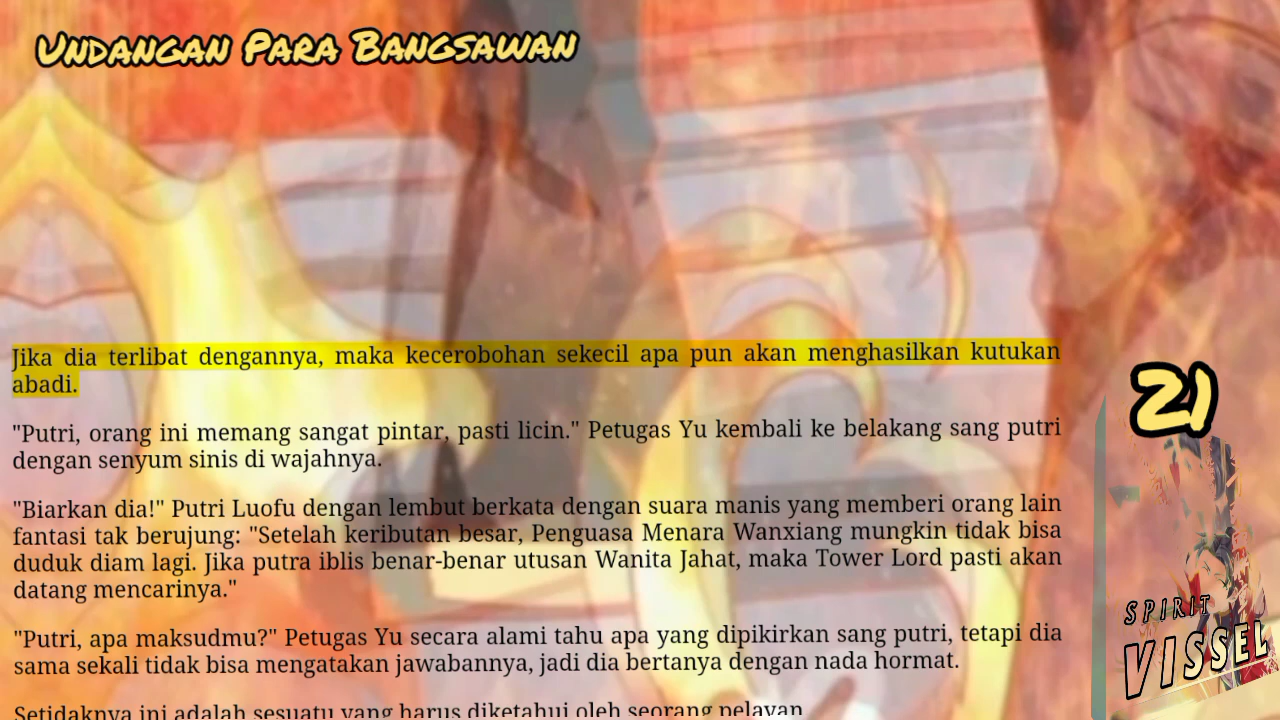 Undangan Para Bangsawan
Jika dia terlibat dengannya, maka kecerobohan sekecil apa pun akan menghasilkan kutukan
abadi.
"Putri, orang ini memang sangat pintar, pasti licin." Petugas Yu kembali ke belakang sang putri
dengan senyum sinis di wajahnya.
"Biarkan dia!" Putri Luofu dengan lembut berkata dengan suara manis yang memberi orang lain
fantasi tak berujung: "Setelah keributan besar, Penguasa Menara Wanxiang mungkin tidak bisa
duduk diam lagi. Jika putra iblis benar-benar utusan Wanita Jahat, maka Tower Lord pasti akan
datang mencarinya."
"Putri, apa maksudmu?" Petugas Yu secara alami tahu apa yang dipikirkan sang putri, tetapi dia
sama sekali tidak bisa mengatakan jawabannya, jadi dia bertanya dengan nada hormat.
Setidaknya ini adalah sesuatu yang harus diketahui oleh seorang pelayan
21
SPIRIT
VISSEL